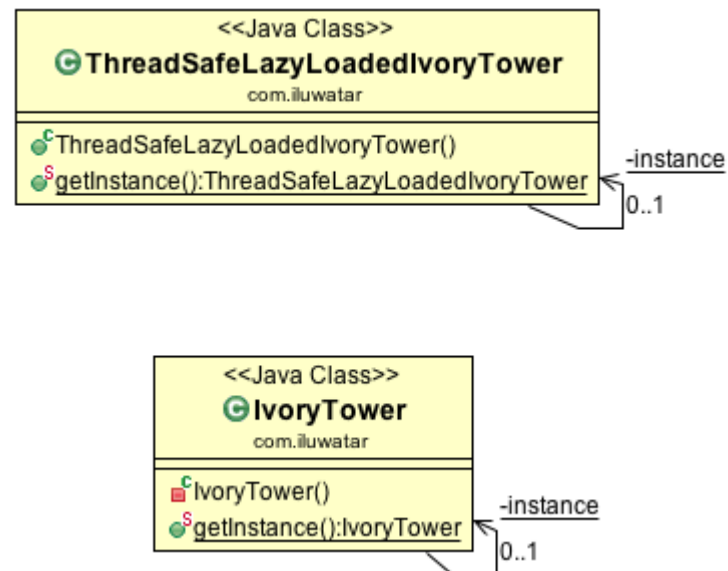 <<Java Class>>
ThreadSafeLazyLoadedIvoryTower
com.iluwatar
ThreadSafeLazyLoadedIvoryTower()
getInstance():ThreadSafeLazyLoadedIvoryTower
-instance
0..1
<<Java Class>>
IvoryTower
com.iluwatar
IvoryTower()
getInstance():IvoryTower
-instance
0..1